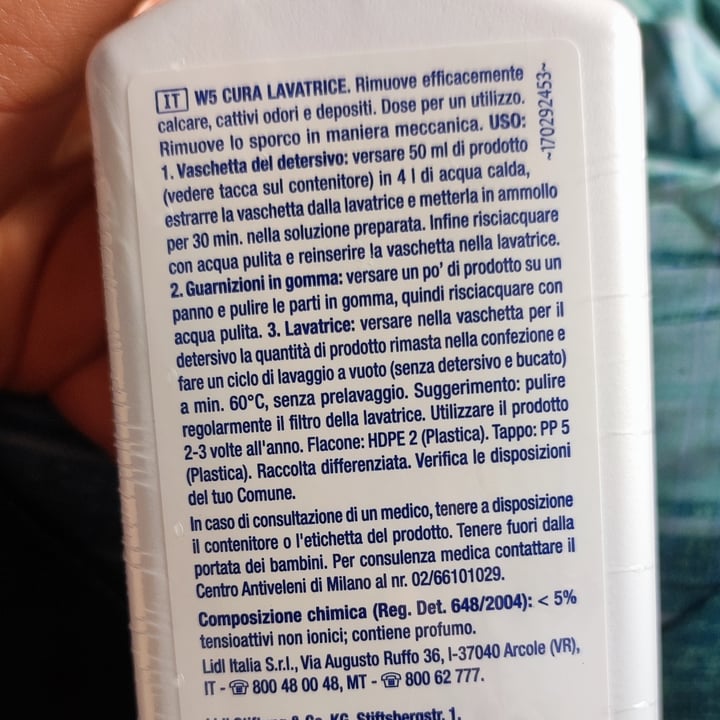 IT W5 CURA LAVATRICE. Rimuove efficacemente
calcare, cattivi odori e depositi. Dose per un utilizzo.
Rimuove lo sporco in maniera meccanica. USO:
1. Vaschetta del detersivo: versare 50 ml di prodotto
(vedere tacca sul contenitore) in 4 l di acqua calda,
estrarre la vaschetta dalla lavatrice e metterla in ammollo
per 30 min. nella soluzione preparata. Infine risciacquare
con acqua pulita e reinserire la vaschetta nella lavatrice.
2. Guarnizioni in gomma: versare un po' di prodotto su un
panno e pulire le parti in gomma, quindi risciacquare con
acqua pulita. 3. Lavatrice: versare nella vaschetta per il
detersivo la quantità di prodotto rimasta nella confezione e
fare un ciclo di lavaggio a vuoto (senza detersivo e bucato)
a min. 60°C, senza prelavaggio. Suggerimento: pulire
regolarmente il filtro della lavatrice. Utilizzare il prodotto
2-3 volte all'anno. Flacone: HDPE 2 (Plastica). Tappo: PP 5
(Plastica). Raccolta differenziata. Verifica le disposizioni
del tuo Comune.
In caso di consultazione di un medico, tenere a disposizione
il contenitore o l'etichetta del prodotto. Tenere fuori dalla
portata dei bambini. Per consulenza medica contattare il
Centro Antiveleni di Milano al nr. 02/66101029.
Composizione chimica (Reg. Det. 648/2004): < 5%
tensioattivi non ionici; contiene profumo.
Lidl Italia S.r.l., Via Augusto Ruffo 36, I-37040 Arcole (VR),
IT - ☏ 800 48 00 48, MT - ☏ 800 62 777.
& Co. KG, Stiftsbergstr. 1,
~170292453~